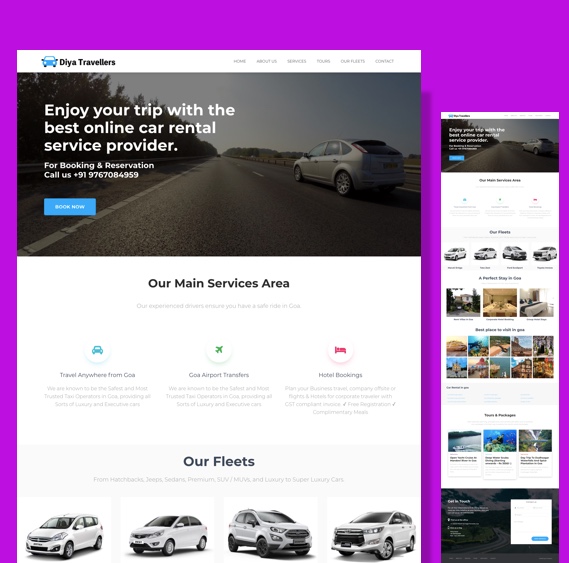 Diya Travellers
HOME ABOUT US SERVICES TOURS OUR FLEETS CONTACT
Enjoy your trip with the
best online car rental
service provider.
For Booking & Reservation
Call us +91 9767084959
BOOK NOW
Our Main Services Area
Our experienced drivers ensure you have a safe ride in Goa
Travel Anywhere from Goa
We are known to be the Safest and Most
Trusted Taxi Operators in Goa, providing all
Sorts of Luxury and Executive cars
Goa Airport Transfers
We are known to be the Safest and Most
Trusted Taxi Operators in Goa, providing all
Sorts of Luxury and Executive cars
Hotel Bookings
Plan your Business travel, company offsite or
flights & Hotels for corporate traveler with
GST compliant Invoice ✓ Free Registration ✓
Complimentary Meals
Our Fleets
From Hatchbacks, Jeeps, Sedans, Premium, SUV / MUVs, and Luxury to Super Luxury Cars
Diya Travellers
Enjoy your trip with the
best online car rental
service provider.
For Booking & Reservation
Our Main Services Area
Our Fleets
A Perfect Stay in Goa
Best place to visit in goa
Tours & Packages
Get in Touch